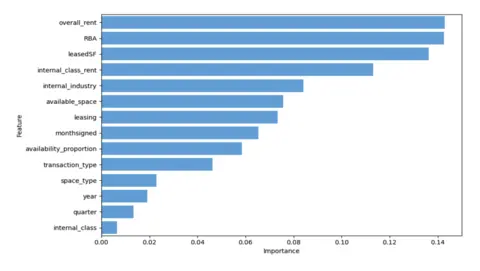 overall_rent
RBA
leasedSF
internal_class_rent
internal_industry
available_space
leasing
monthsigned
availability_proportion
transaction_type
space_type
year
quarter
internal_class
Feature
0.00 0.02 0.04 0.06 0.08 0.10 0.12 0.14
Importance